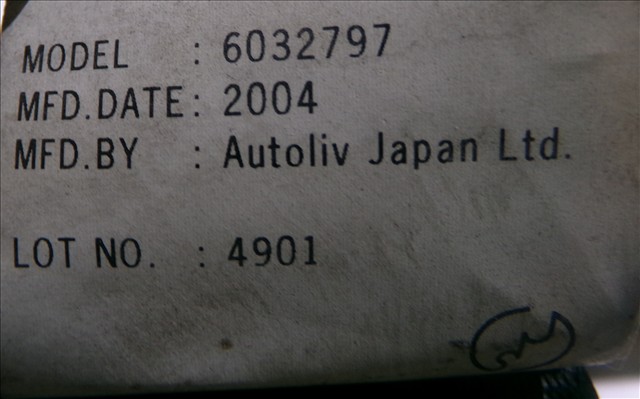 MODEL : 6032797
MFD.DATE: 2004
MFD.BY : Autoliv Japan Ltd.
LOT NO. : 4901